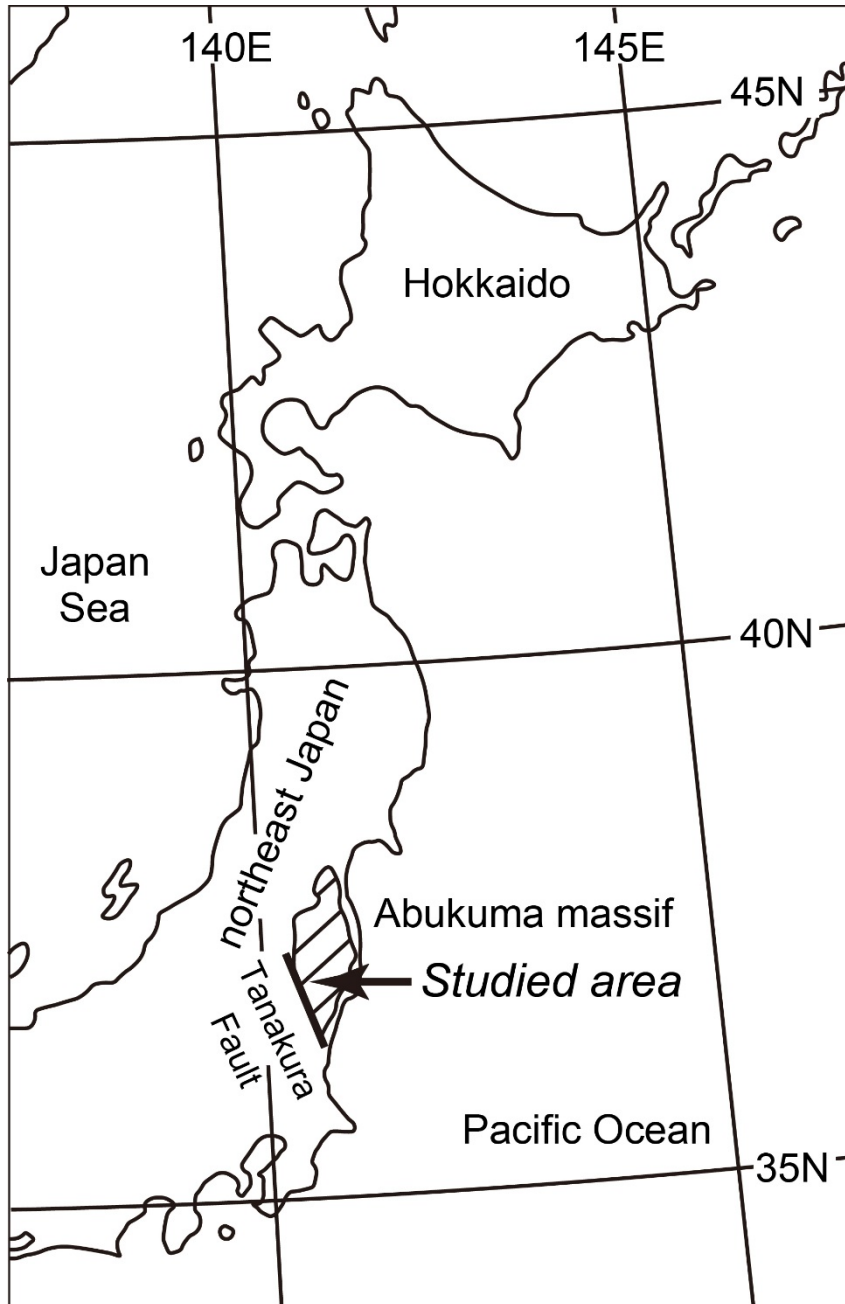 140E
145E
45N
Hokkaido
Japan
Sea
40N
northeast Japan
Abukuma massif
Studied area
Tanakura
Fault
Pacific Ocean
35N